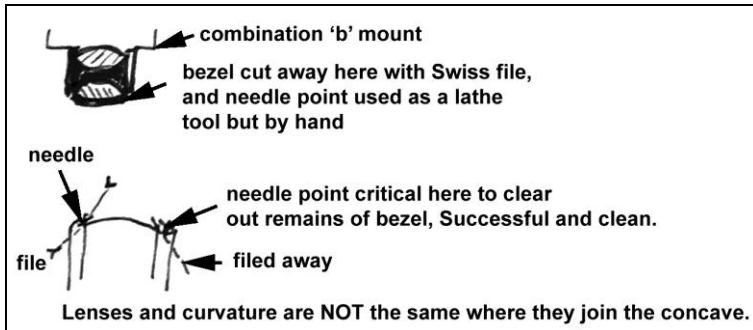 combination ‘b’ mount
bezel cut away here with Swiss file,
and needle point used as a lathe
tool but by hand
needle
needle point critical here to clear
out remains of bezel, Successful and clean.
file
filed away
Lenses and curvature are NOT the same where they join the concave.